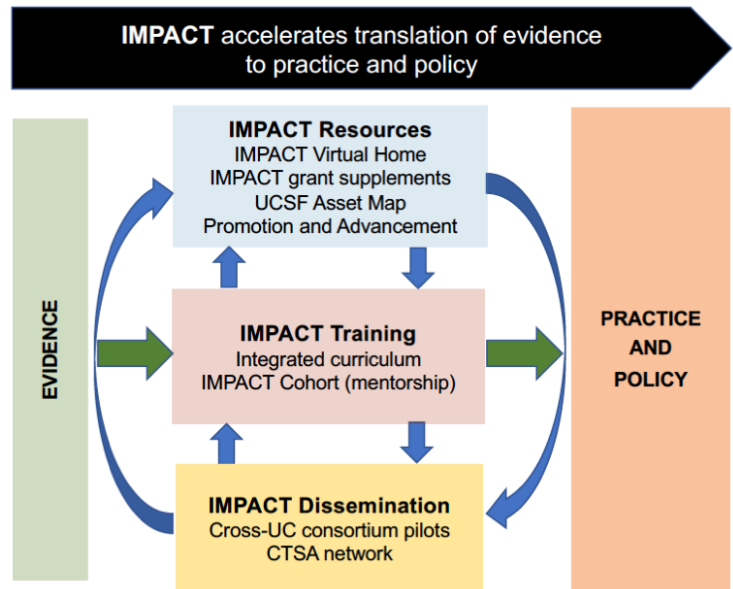 IMPACT accelerates translation of evidence
to practice and policy
EVIDENCE
IMPACT Resources
IMPACT Virtual Home
IMPACT grant supplements
UCSF Asset Map
Promotion and Advancement
IMPACT Training
Integrated curriculum
IMPACT Cohort (mentorship)
IMPACT Dissemination
Cross-UC consortium pilots
CTSA network
PRACTICE
AND
POLICY